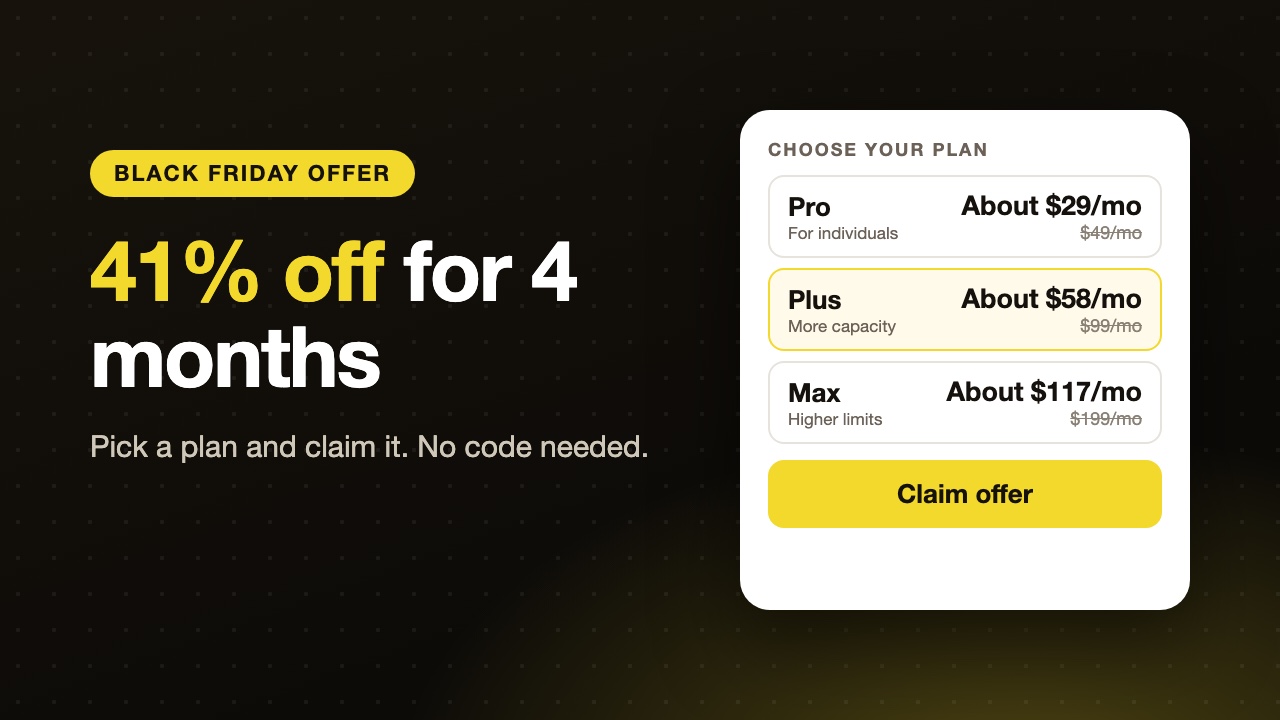 BLACK FRIDAY OFFER
41% off for 4
months
Pick a plan and claim it. No code needed.
CHOOSE YOUR PLAN
Pro
About $29/mo
For individuals
$49/mo
Plus
About $58/mo
More capacity
$99/mo
Max
About $117/mo
Higher limits
$199/mo
Claim offer